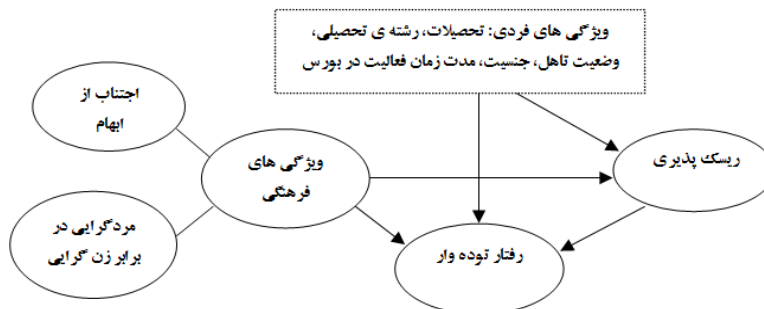 ویژگی های فردی: تحصیلات، رشته ی تحصیلی،
وضعیت تاهل، جنسیت، مدت زمان فعالیت در بورس
اجتناب از
ابهام
ویژگی های
فرهنگی
ریسک پذیری
مردگرایی در
برابر زن گرایی
رفتار توده وار